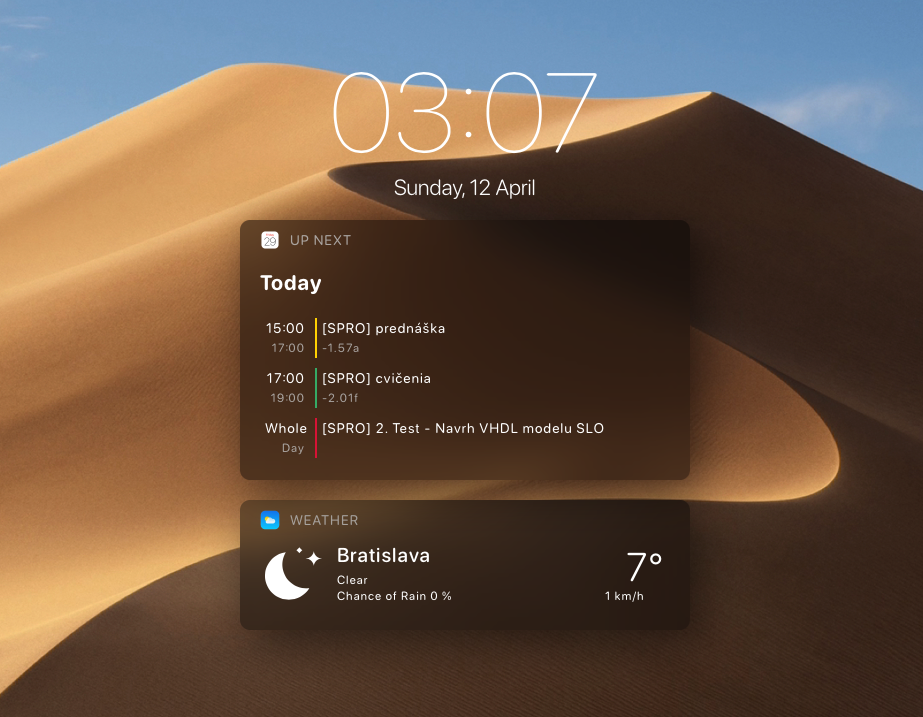 03:07
Sunday, 12 April
29 UP NEXT
Today
15:00 [SPRO] prednáška
17:00 -1.57a
17:00 [SPRO] cvičenia
19:00 -2.01f
Whole [SPRO] 2. Test - Navrh VHDL modelu SLO
Day
WEATHER
Bratislava
7°
Clear
Chance of Rain 0 % 1 km/h